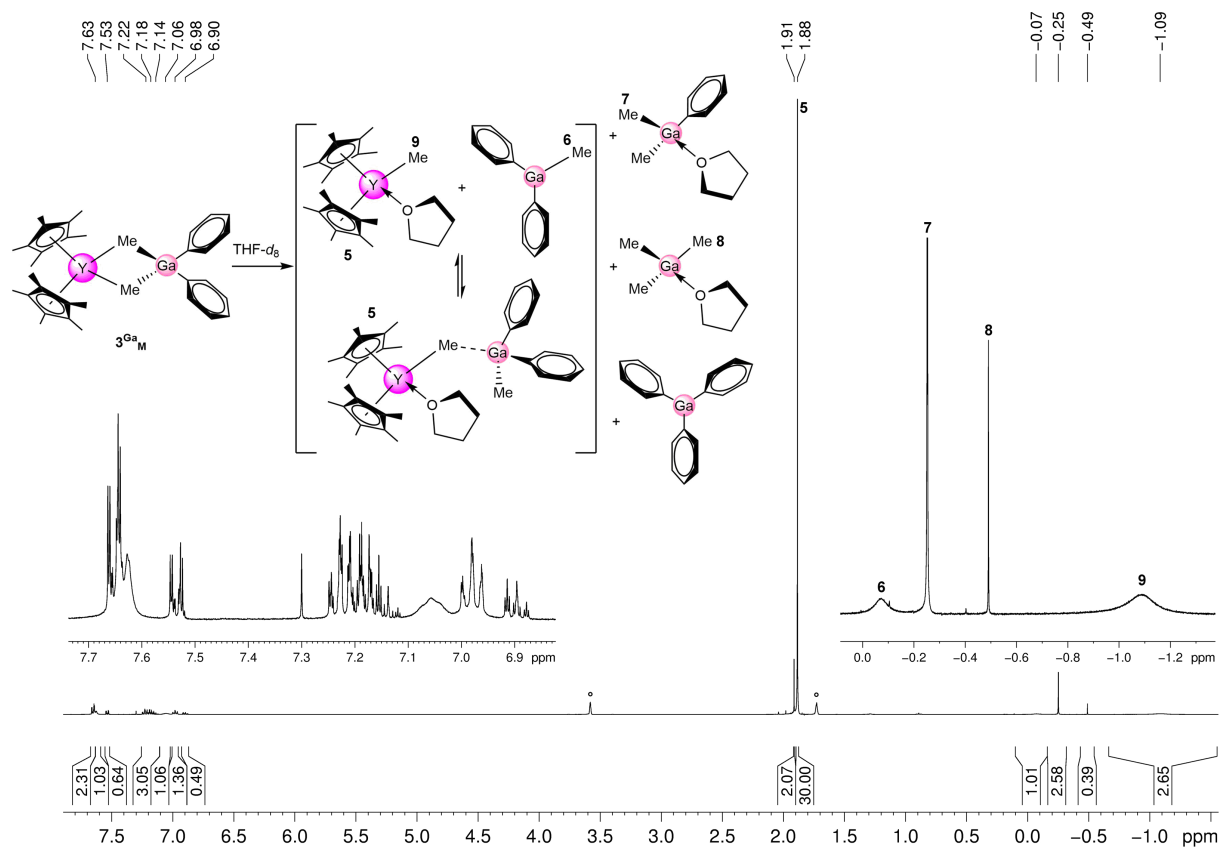 7.63 7.53 7.22 7.18 7.14 7.06 6.98 6.90
1.91 1.88
−0.07 −0.25 −0.49 −1.09
Y Me Me Ga
3GaM
THF-d8
9
Me
Y
O
5
+
6
Me
Ga
5
Y
Me
O
Ga
Me
+
7
Me
Ga
Me
O
+
Me
Me 8
Ga
Me
O
+
Ga
5
7
8
6
9
7.7 7.6 7.5 7.4 7.3 7.2 7.1 7.0 6.9 ppm
0.0 −0.2 −0.4 −0.6 −0.8 −1.0 −1.2 ppm
2.31 1.03 0.64 3.05 1.06 1.36 0.49 2.07 30.00 1.01 2.58 0.39 2.65
7.5 7.0 6.5 6.0 5.5 5.0 4.5 4.0 3.5 3.0 2.5 2.0 1.5 1.0 0.5 0.0 −0.5 −1.0 ppm